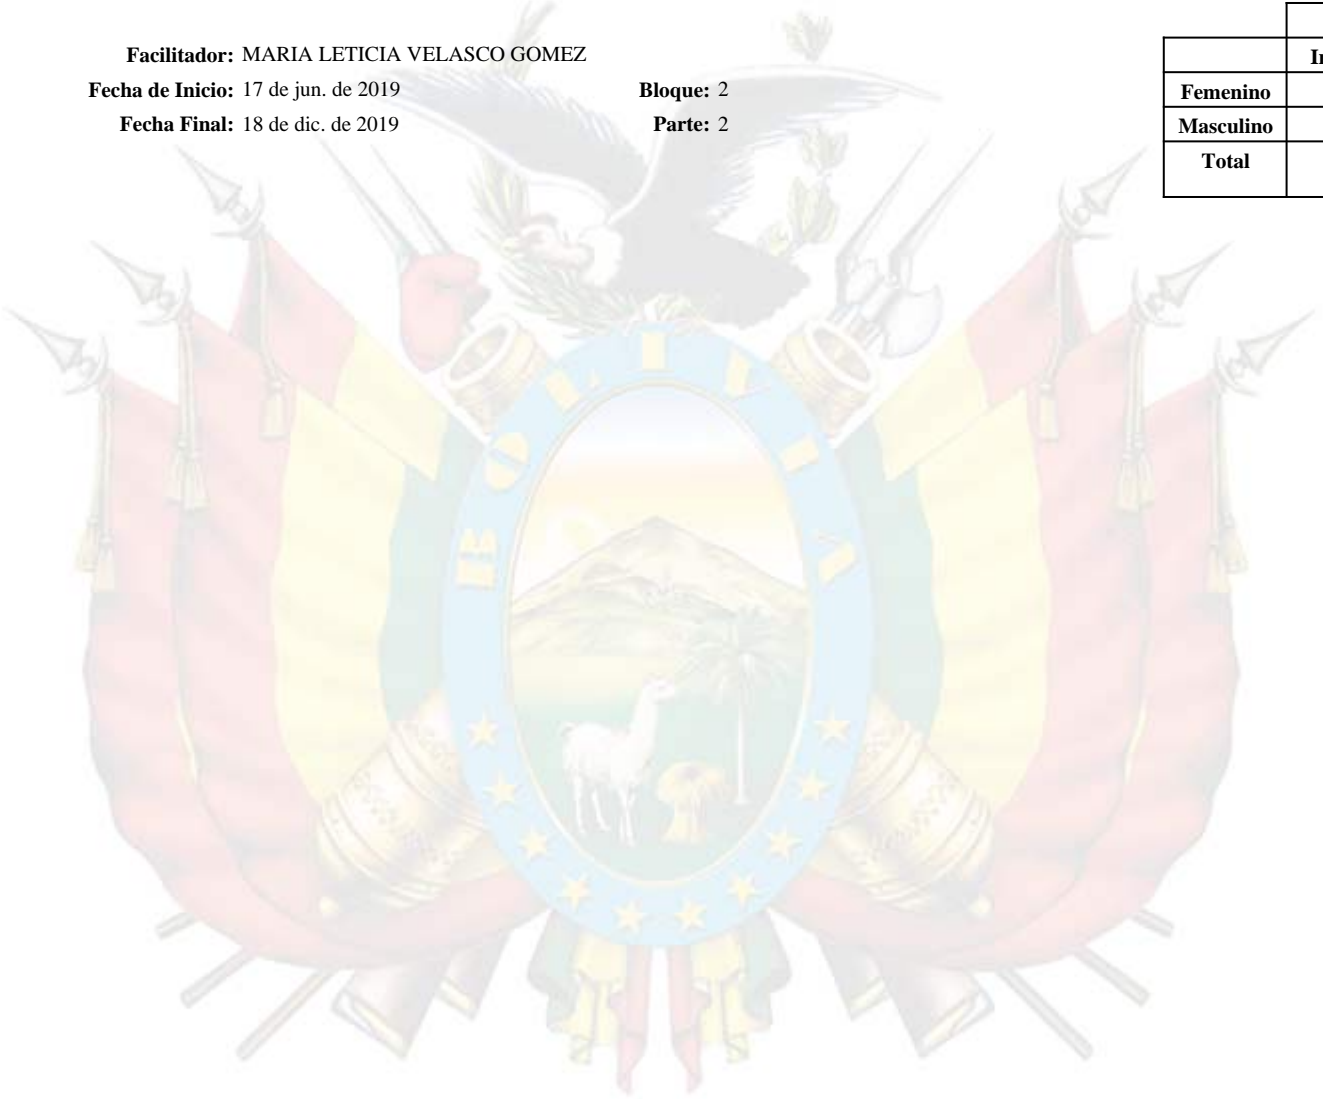 Facilitador: MARIA LETICIA VELASCO GOMEZ
Fecha de Inicio: 17 de jun. de 2019 Bloque: 2
Fecha Final: 18 de dic. de 2019 Parte: 2
Femenino
Masculino
Total
BOLIVIA